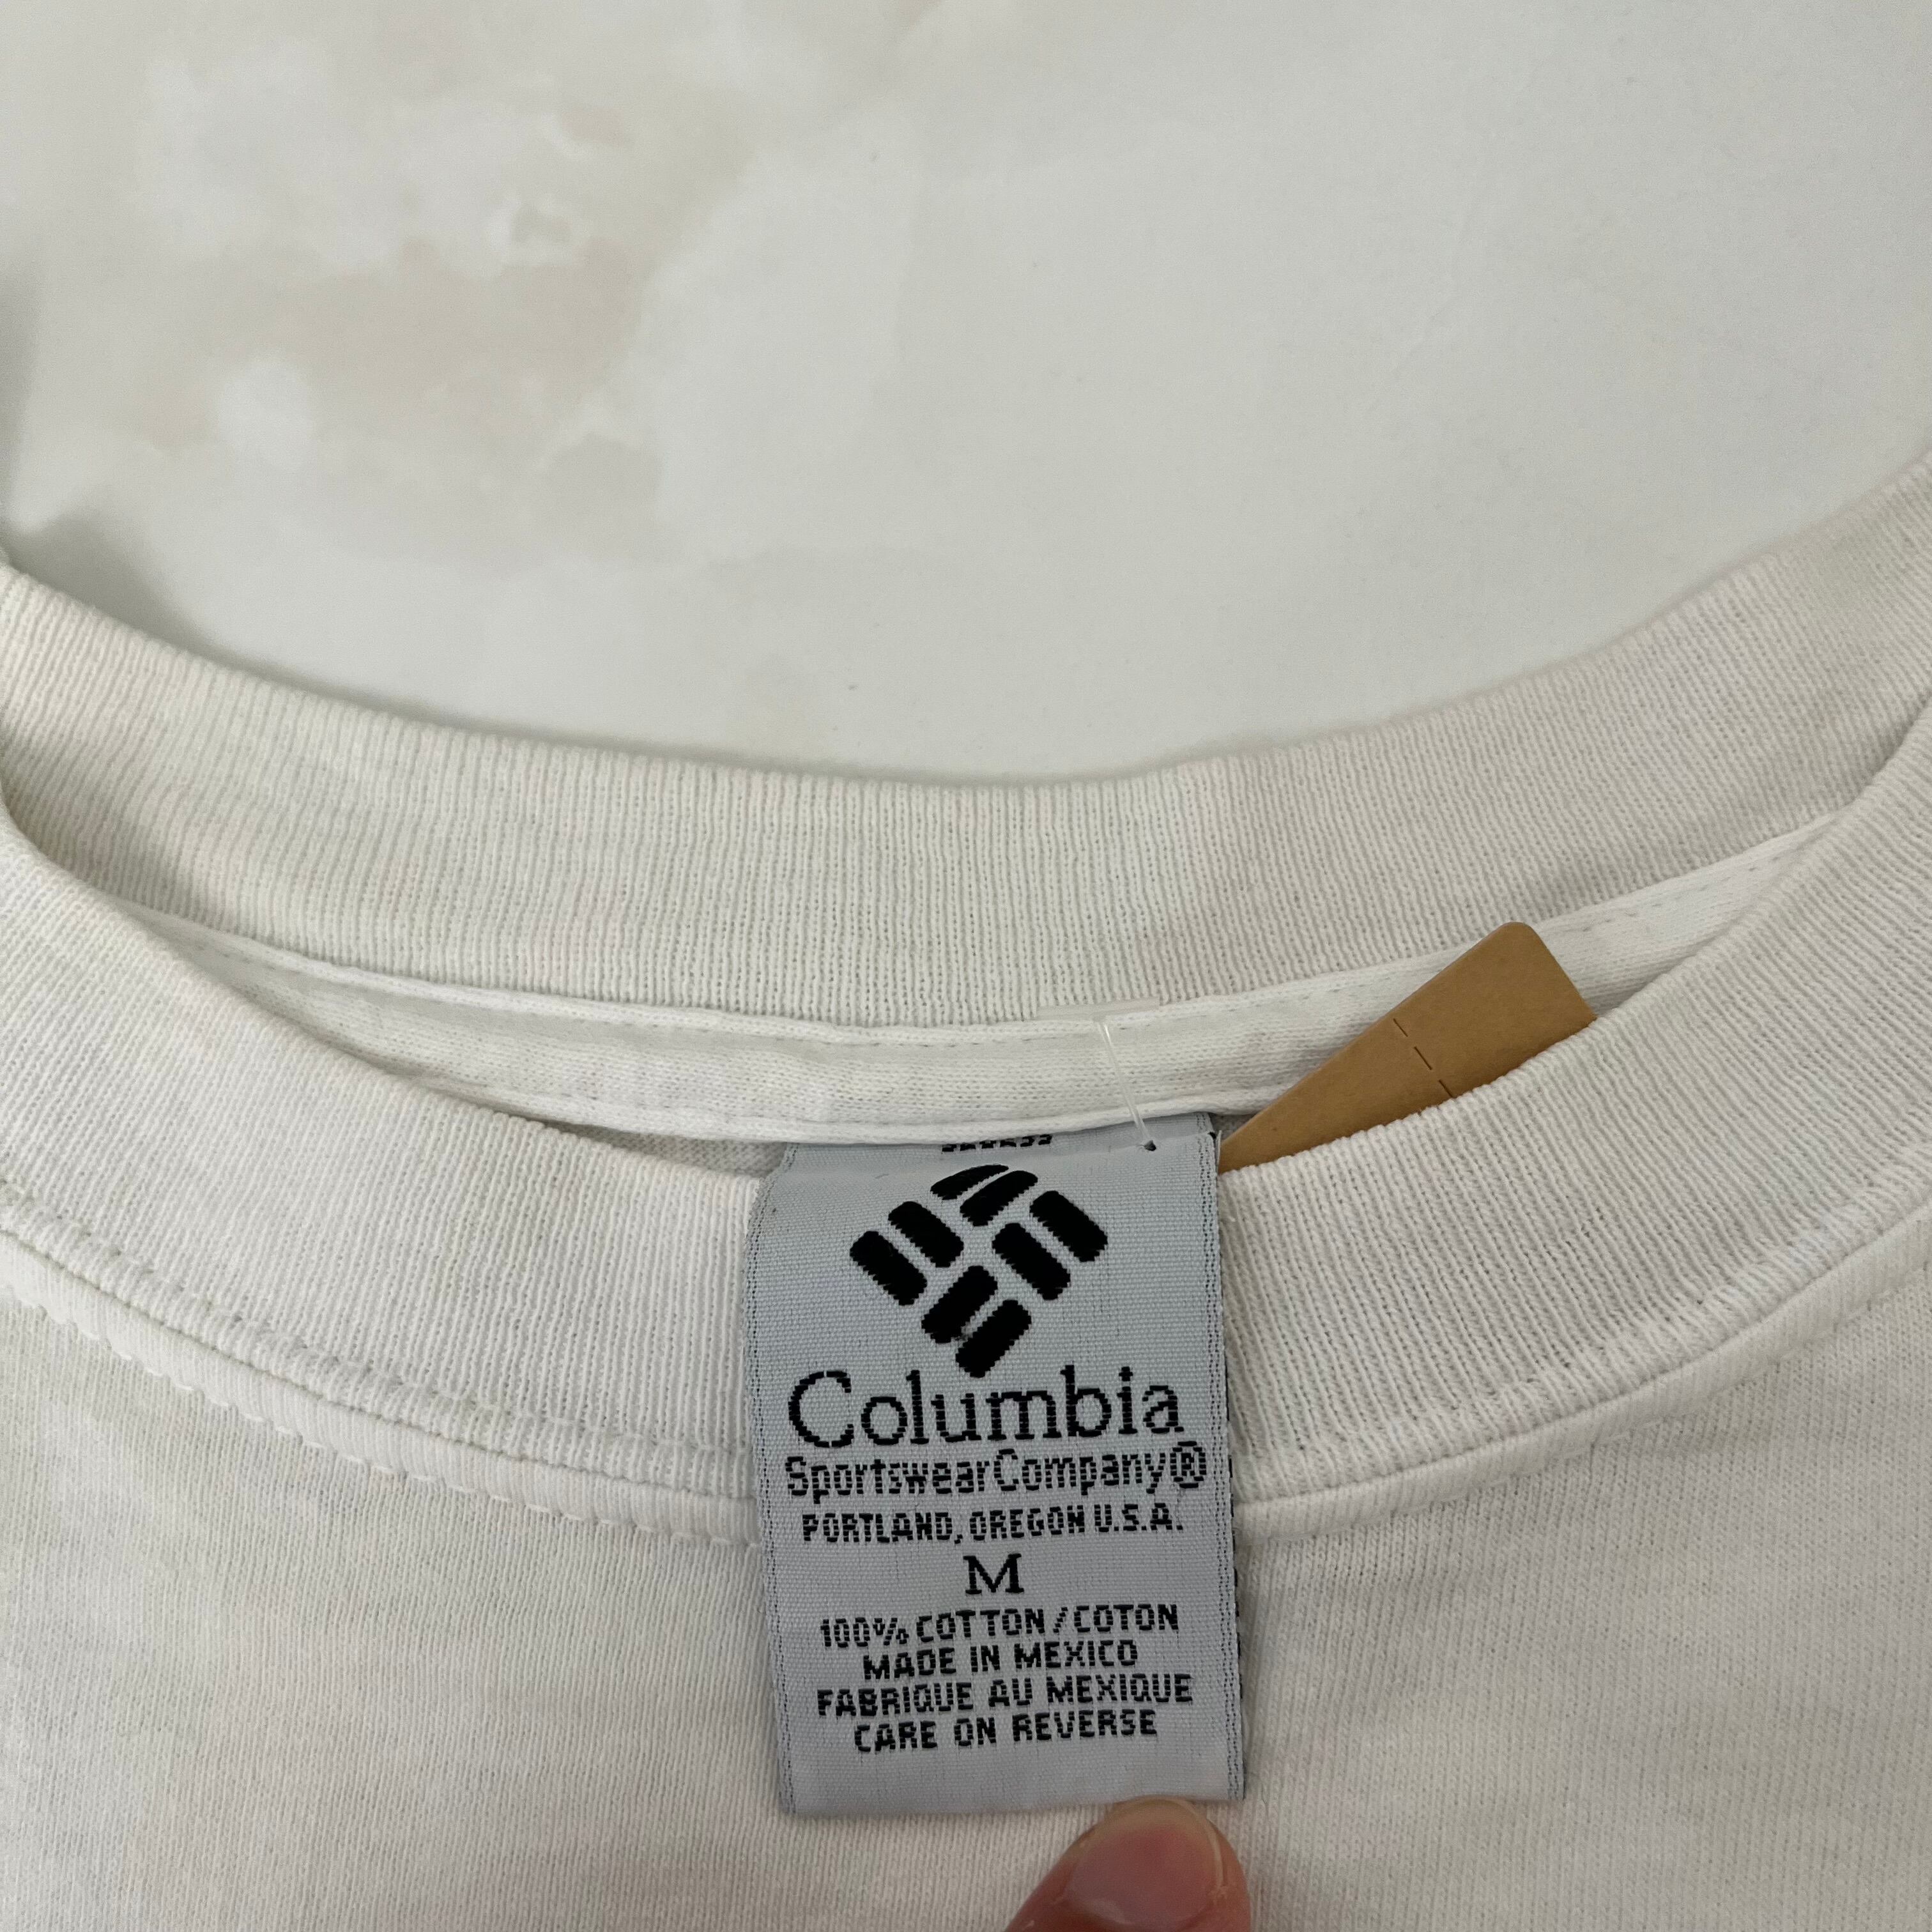 Columbia
SportswearCompany®
PORTLAND, OREGON U.S.A.
M
100% COTTON/COTON
MADE IN MEXICO
FABRIQUE AU MEXIQUE
CARE ON REVERSE